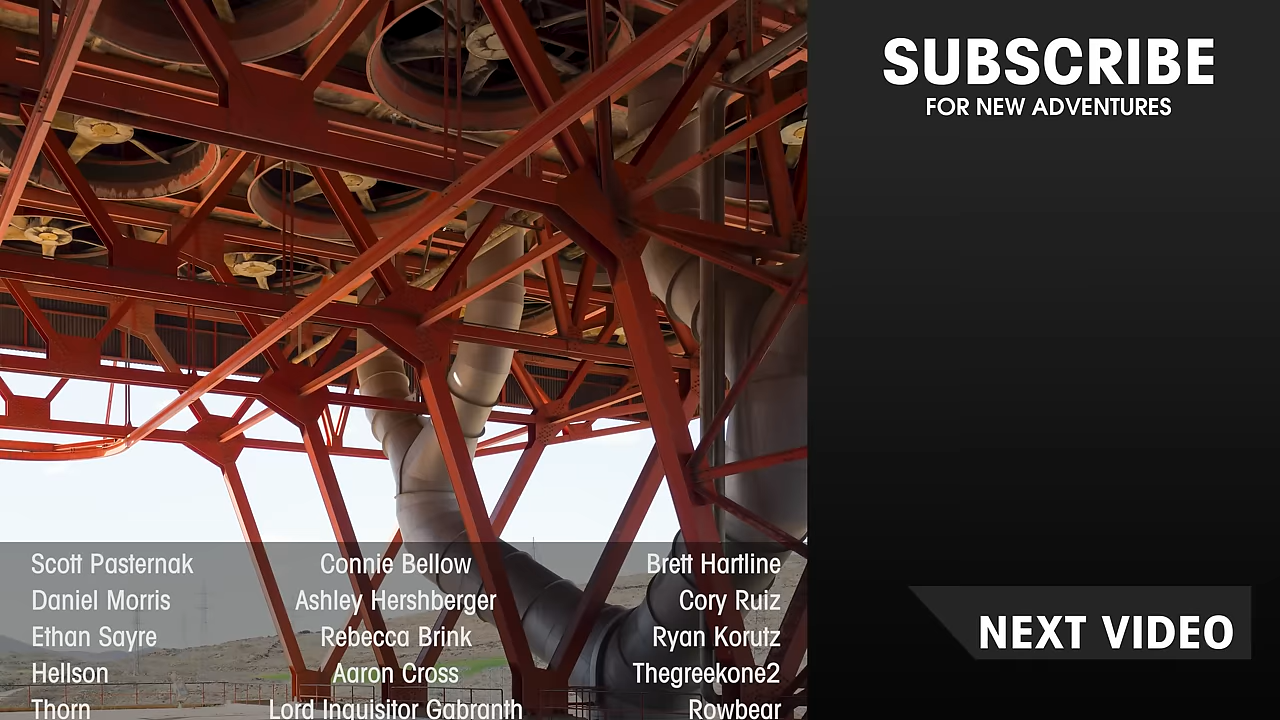 SUBSCRIBE
FOR NEW ADVENTURES
Scott Pasternak Connie Bellow Brett Hartline
Daniel Morris Ashley Hershberger Cory Ruiz
Ethan Sayre Rebecca Brink Ryan Korutz
Hellson Aaron Cross Thegreekone2
Thorn Lord Inquisitor Gabranth Rowbear
NEXT VIDEO